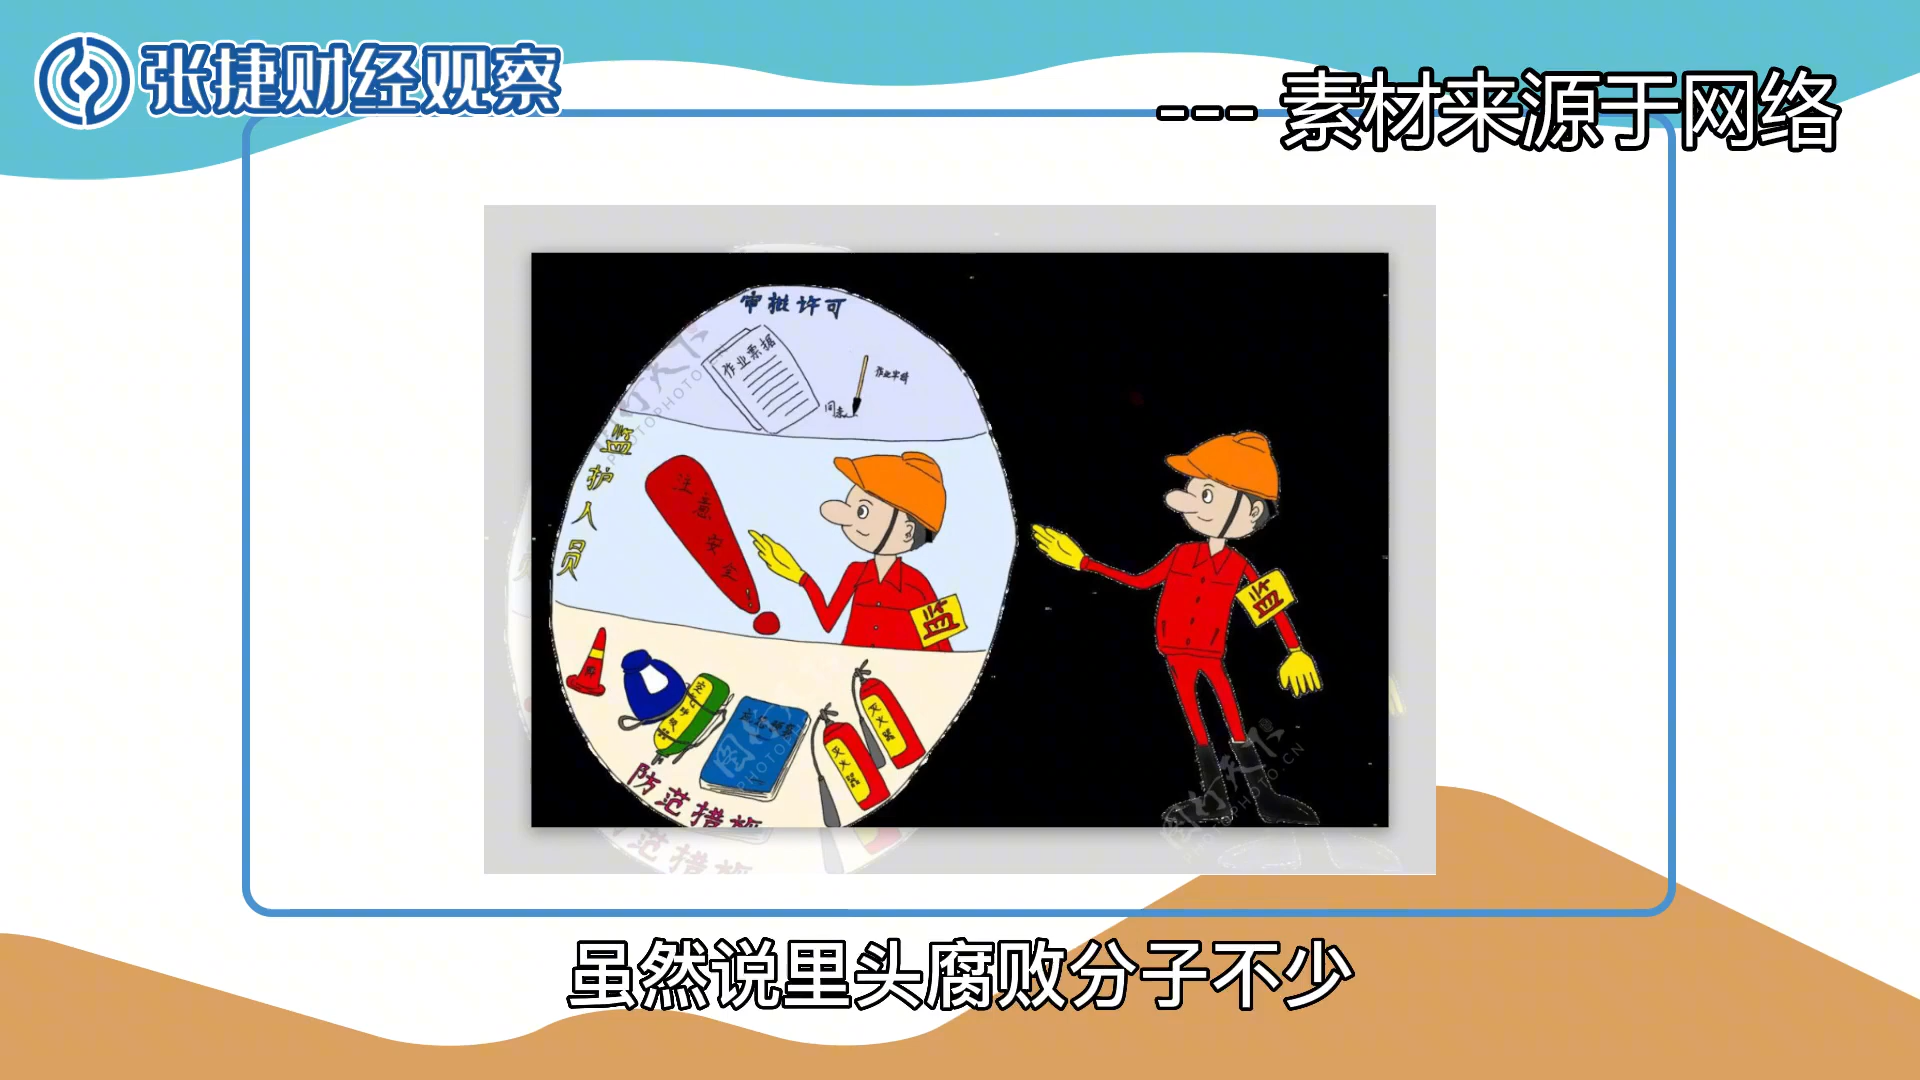 张捷财经观察
--- 素材来源于网络
审批许可
作业票据
同意
监护人员
注意安全!
监
监
灭火器
灭火器
防范措施
虽然说里头腐败分子不少